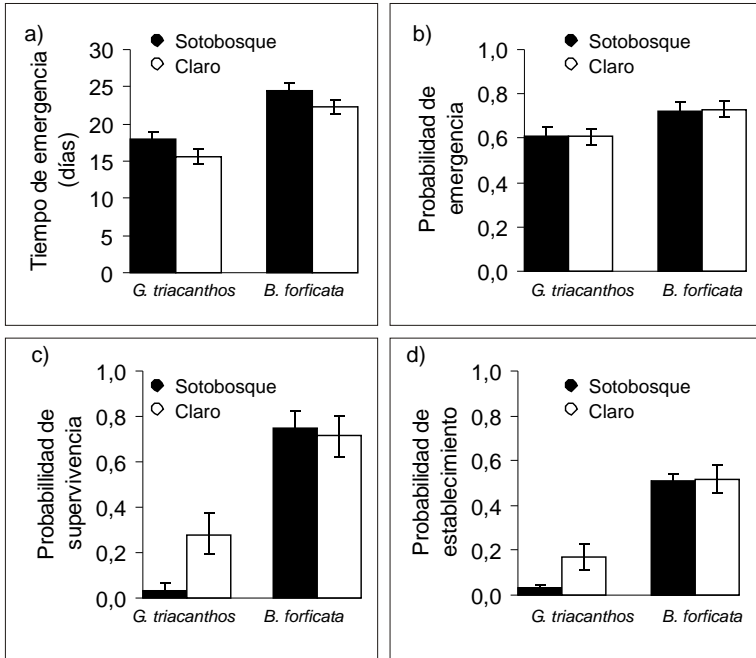 a)
Sotobosque
Claro
Tiempo de emergencia
(días)
30
25
20
15
10
5
0
G. triacanthos
B. forficata
b)
Sotobosque
Claro
Probabilidad de
emergencia
1,0
0,8
0,6
0,4
0,2
0,0
G. triacanthos
B. forficata
c)
Sotobosque
Claro
Probabillidad de
supervivencia
1,0
0,8
0,6
0,4
0,2
0,0
G. triacanthos
B. forficata
d)
Sotobosque
Claro
Probabilidad de
establecimiento
1,0
0,8
0,6
0,4
0,2
0,0
G. triacanthos
B. forficata